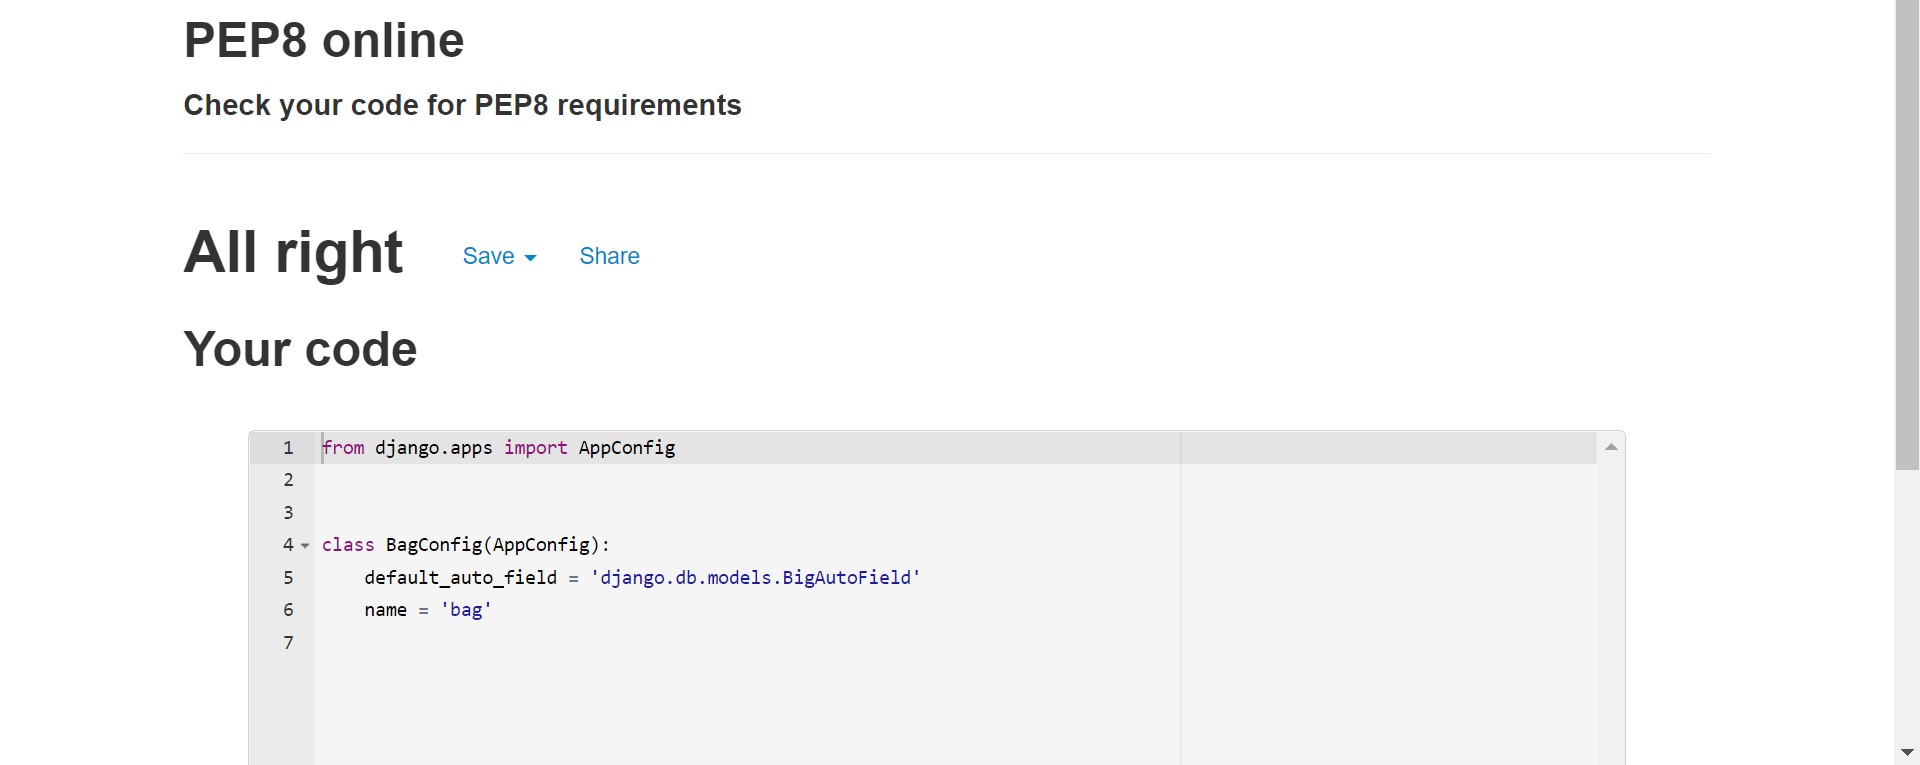 PEP8 online
Check your code for PEP8 requirements
All right Save Share
Your code
1 from django.apps import AppConfig
2
3
4 class BagConfig(AppConfig):
5     default_auto_field = 'django.db.models.BigAutoField'
6     name = 'bag'
7